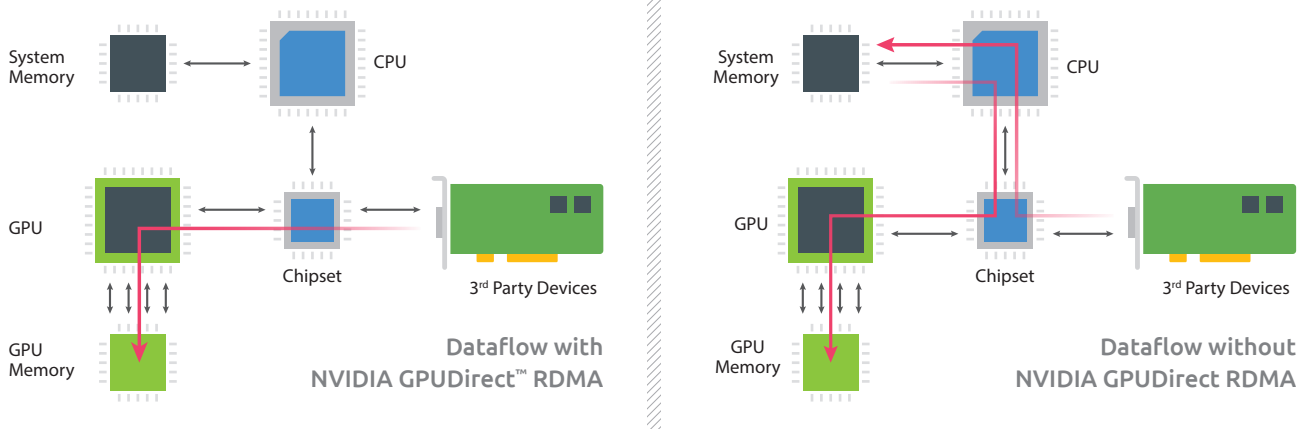 System
Memory
CPU
GPU
Chipset
3rd Party Devices
GPU
Memory
Dataflow with
NVIDIA GPUDirect™ RDMA
System
Memory
CPU
GPU
Chipset
3rd Party Devices
GPU
Memory
Dataflow without
NVIDIA GPUDirect RDMA